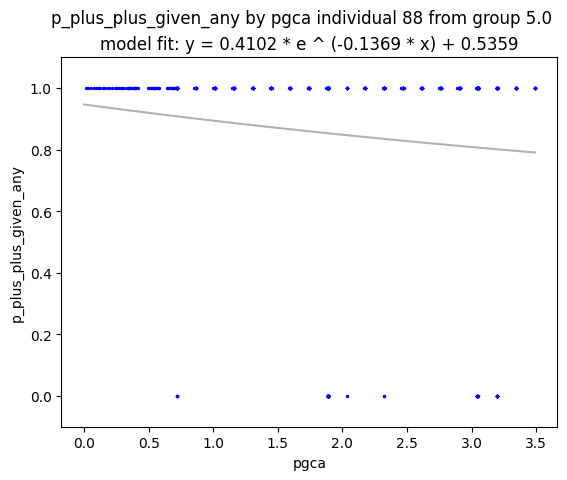 p_plus_plus_given_any by pgca individual 88 from group 5.0
model fit: y = 0.4102 * e ^ (-0.1369 * x) + 0.5359
p_plus_plus_given_any
1.0
0.8
0.6
0.4
0.2
0.0
0.0 0.5 1.0 1.5 2.0 2.5 3.0 3.5
pgca